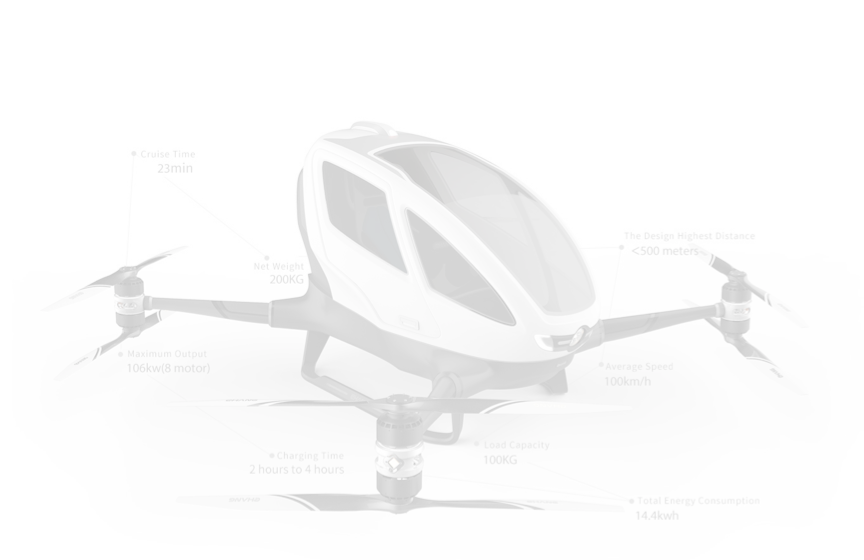 Cruise Time
23min
The Design Highest Distance
<500 meters
Net Weight
200KG
Maximum Outpur
106kw(8 motor)
Average Speed
100km/h
Load Capacity
100KG
Charging Time
2 hours to 4 hours
Total Energy Consumption
14.4kwh